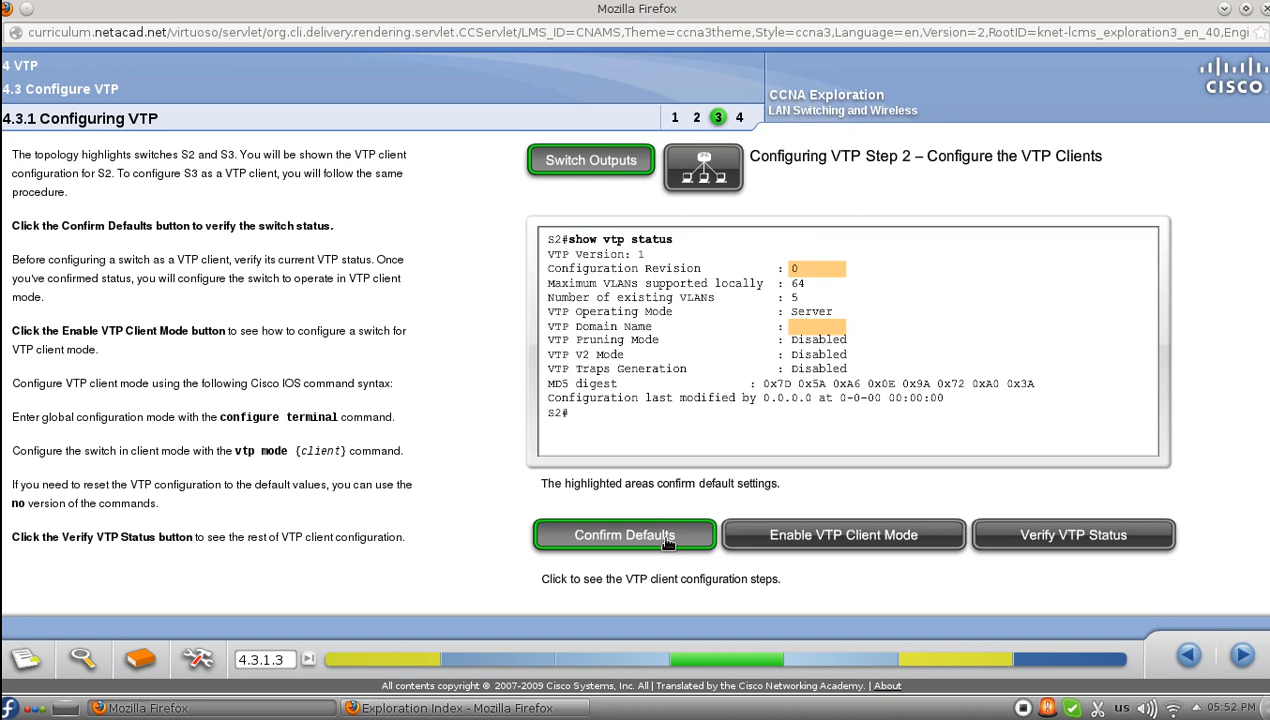 Mozilla Firefox
curriculum.netacad.net/virtuoso/servlet/org.cli.delivery.rendering.servlet.CCServlet/LMS_ID=CNAMS,Theme=ccna3theme,Style=ccna3,Language=en,Version=2,RootID=knet-lcms_exploration3_en_40,Engi
4 VTP
4.3 Configure VTP
CCNA Exploration
LAN Switching and Wireless
CISCO
4.3.1 Configuring VTP
1 2 3 4
The topology highlights switches S2 and S3. You will be shown the VTP client
configuration for S2. To configure S3 as a VTP client, you will follow the same
procedure.
Click the Confirm Defaults button to verify the switch status.
Before configuring a switch as a VTP client, verify its current VTP status. Once
you've confirmed status, you will configure the switch to operate in VTP client
mode.
Click the Enable VTP Client Mode button to see how to configure a switch for
VTP client mode.
Configure VTP client mode using the following Cisco IOS command syntax:
Enter global configuration mode with the configure terminal command.
Configure the switch in client mode with the vtp mode {client} command.
If you need to reset the VTP configuration to the default values, you can use the
no version of the commands.
Click the Verify VTP Status button to see the rest of VTP client configuration.
Switch Outputs
Configuring VTP Step 2 – Configure the VTP Clients
S2#show vtp status
VTP Version: 1
Configuration Revision : 0
Maximum VLANs supported locally : 64
Number of existing VLANs : 5
VTP Operating Mode : Server
VTP Domain Name :
VTP Pruning Mode : Disabled
VTP V2 Mode : Disabled
VTP Traps Generation : Disabled
MD5 digest : 0x7D 0x5A 0xA6 0x0E 0x9A 0x72 0xA0 0x3A
Configuration last modified by 0.0.0.0 at 0-0-00 00:00:00
S2#
The highlighted areas confirm default settings.
Confirm Defaults
Enable VTP Client Mode
Verify VTP Status
Click to see the VTP client configuration steps.
4.3.1.3
All contents copyright © 2007-2009 Cisco Systems, Inc. All | Translated by the Cisco Networking Academy. | About
Mozilla Firefox
Exploration Index - Mozilla Firefox
us
05:52 PM